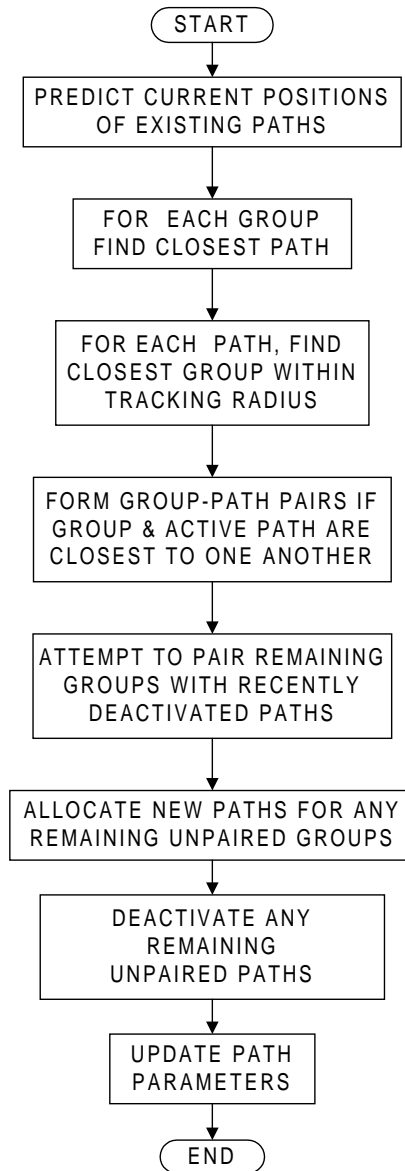 START
PREDICT CURRENT POSITIONS
OF EXISTING PATHS
FOR EACH GROUP
FIND CLOSEST PATH
FOR EACH PATH, FIND
CLOSEST GROUP WITHIN
TRACKING RADIUS
FORM GROUP-PATH PAIRS IF
GROUP & ACTIVE PATH ARE
CLOSEST TO ONE ANOTHER
ATTEMPT TO PAIR REMAINING
GROUPS WITH RECENTLY
DEACTIVATED PATHS
ALLOCATE NEW PATHS FOR ANY
REMAINING UNPAIRED GROUPS
DEACTIVATE ANY
REMAINING
UNPAIRED PATHS
UPDATE PATH
PARAMETERS
END